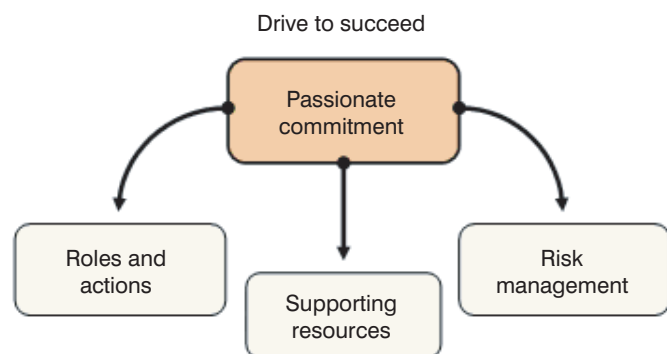 Drive to succeed
Passionate
commitment
Roles and
actions
Supporting
resources
Risk
management